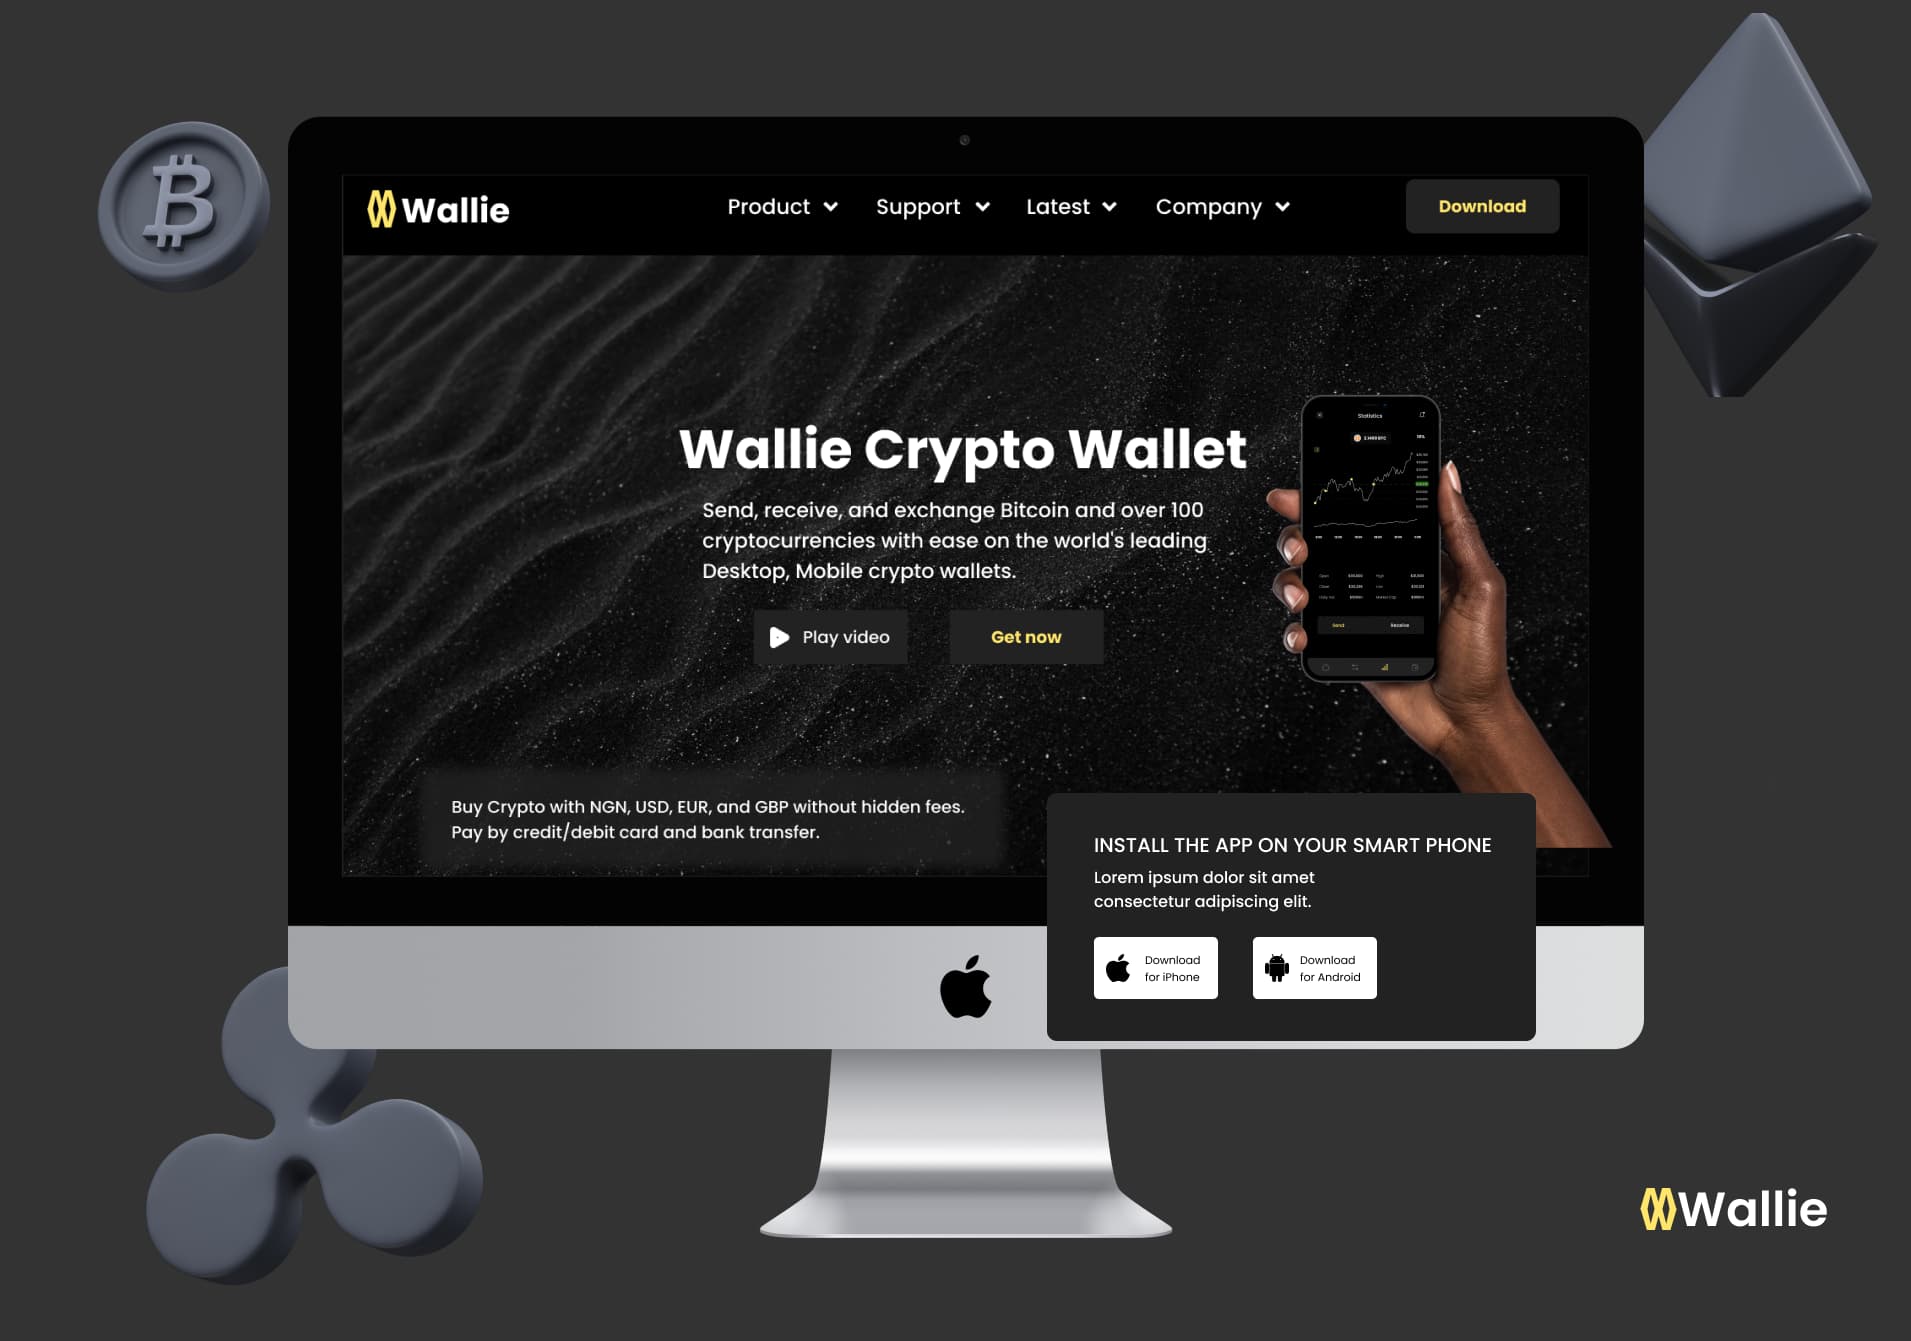 Wallie
Product
Support
Latest
Company
Download
Wallie Crypto Wallet
Send, receive, and exchange Bitcoin and over 100
cryptocurrencies with ease on the world's leading
Desktop, Mobile crypto wallets.
Play video
Get now
Statistics
Send
Receive
Buy Crypto with NGN, USD, EUR, and GBP without hidden fees.
Pay by credit/debit card and bank transfer.
INSTALL THE APP ON YOUR SMART PHONE
Lorem ipsum dolor sit amet
consectetur adipiscing elit.
Download
for iPhone
Download
for Android
Wallie